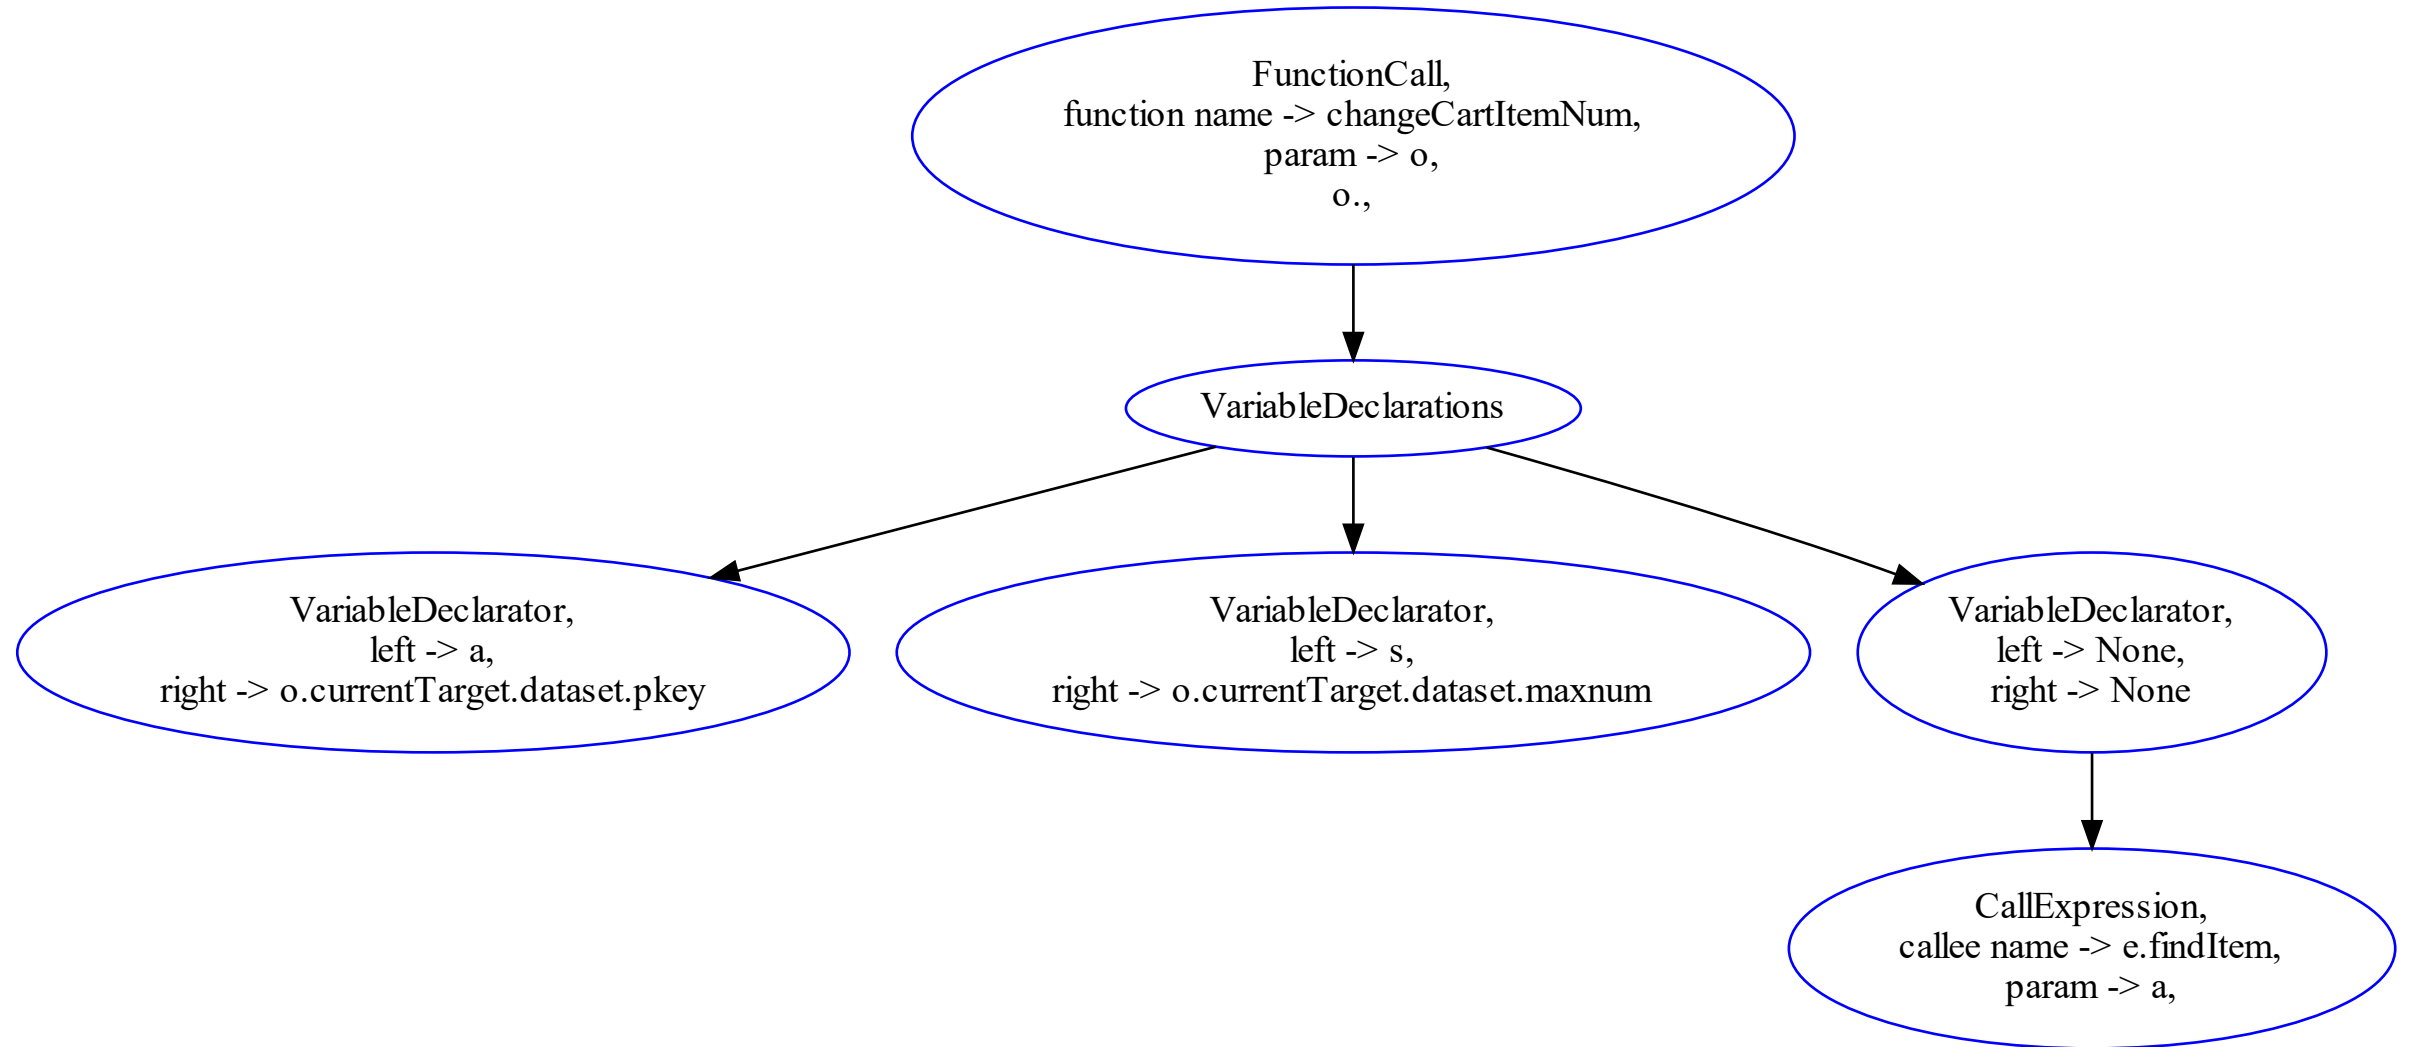 FunctionCall,
function name -> changeCartItemNum,
param -> o,
o.,
VariableDeclarations
VariableDeclarator,
left -> a,
right -> o.currentTarget.dataset.pkey
VariableDeclarator,
left -> s,
right -> o.currentTarget.dataset.maxnum
VariableDeclarator,
left -> None,
right -> None
CallExpression,
callee name -> e.findItem,
param -> a,